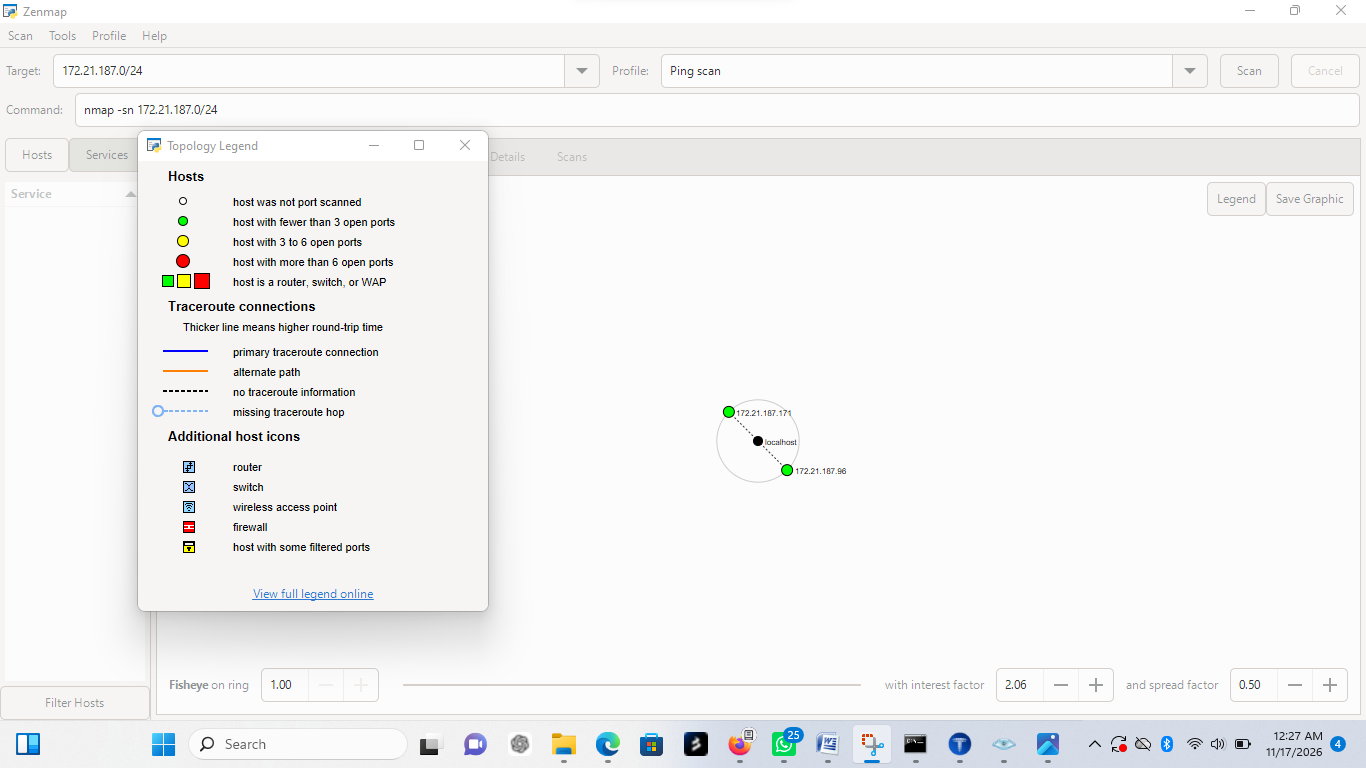 Zenmap
Scan Tools Profile Help
Target: 172.21.187.0/24 Profile: Ping scan Scan Cancel
Command: nmap -sn 172.21.187.0/24
Hosts Services Details Scans
Service
Legend Save Graphic
Topology Legend
Hosts
host was not port scanned
host with fewer than 3 open ports
host with 3 to 6 open ports
host with more than 6 open ports
host is a router, switch, or WAP
Traceroute connections
Thicker line means higher round-trip time
primary traceroute connection
alternate path
no traceroute information
missing traceroute hop
Additional host icons
router
switch
wireless access point
firewall
host with some filtered ports
View full legend online
172.21.187.171
localhost
172.21.187.96
Filter Hosts
Fisheye on ring 1.00 with interest factor 2.06 and spread factor 0.50
Search
25
12:27 AM
11/17/2026
4